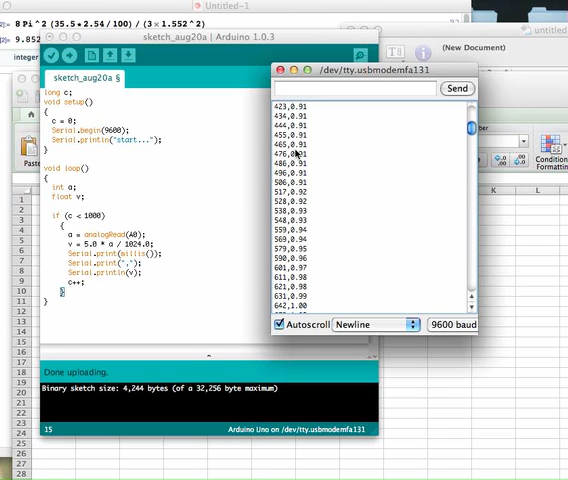 Untitled-1
8 Pi^2 (35.5*2.54/100) / (3×1.552^2)
9.852
integer
untitled
(New Document)
sketch_aug20a | Arduino 1.0.3
sketch_aug20a §
long c;
void setup()
{
c = 0;
Serial.begin(9600);
Serial.println("start...");
}
void loop()
{
int a;
float v;
if (c < 1000)
{
a = analogRead(A0);
v = 5.0 * a / 1024.0;
Serial.print(millis());
Serial.print(",");
Serial.println(v);
c++;
}
}
Done uploading.
Binary sketch size: 4,244 bytes (of a 32,256 byte maximum)
15
Arduino Uno on /dev/tty.usbmodemfa131
/dev/tty.usbmodemfa131
Send
423,0.91
434,0.91
444,0.91
455,0.91
465,0.91
476,0.91
486,0.91
496,0.91
506,0.91
517,0.92
528,0.92
538,0.93
548,0.93
559,0.94
569,0.94
579,0.95
590,0.96
601,0.97
611,0.98
621,0.98
631,0.99
642,1.00
Autoscroll
Newline
9600 baud
Paste
Condition
Formatting
K
L
M
N
1
2
3
4
5
6
7
8
9
10
11
12
13
14
15
16
17
18
19
20
21
22
23
24
25
26
27
28